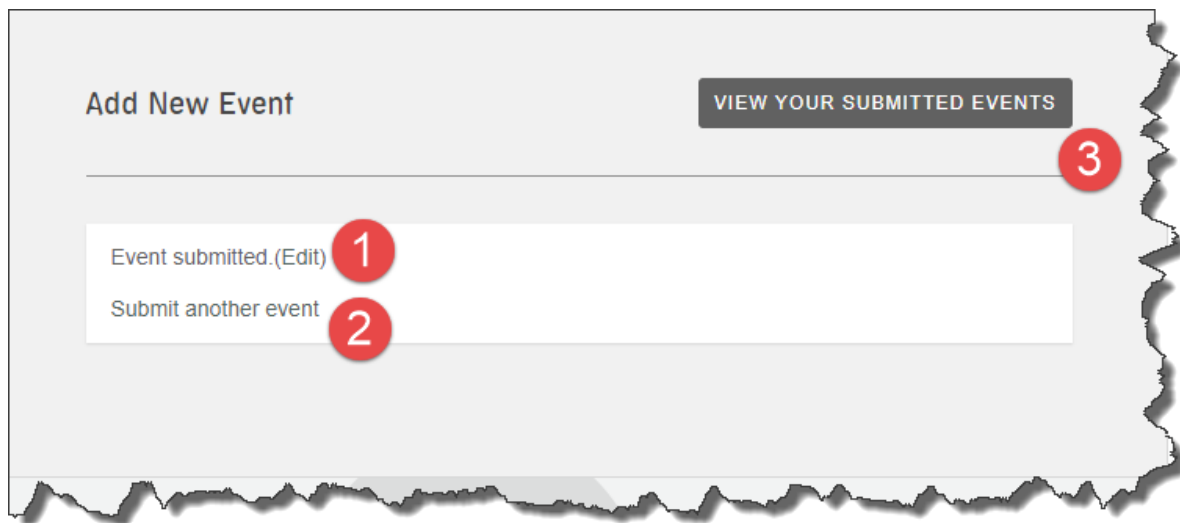 Add New Event
VIEW YOUR SUBMITTED EVENTS
3
Event submitted.(Edit)
1
Submit another event
2